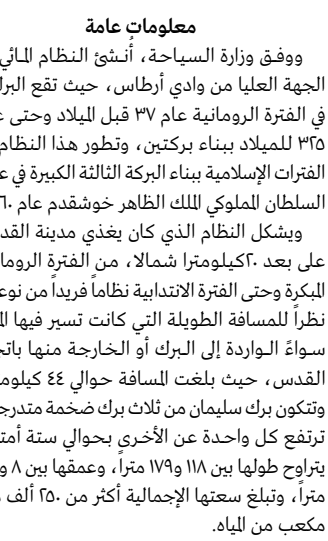 معلومات عامة
ووفق وزارة السياحة، أُنشئ النظام المائي
الجهة العليا من وادي أرطاس، حيث تقع البر
في الفترة الرومانية عام ٣٧ قبل الميلاد وحتى ع
٣٢٥ للميلاد ببناء بركتين، وتطور هذا النظام
الفترات الإسلامية ببناء البركة الثالثة الكبيرة في ع
السلطان المملوكي الملك الظاهر خوشقدم عام ٦٠
ويشكل النظام الذي كان يغذي مدينة القد
على بعد ٢٠كيلومترا شمالا، من الفترة الروما
المبكرة وحتى الفترة الانتدابية نظاماً فريداً من نوع
نظراً للمسافة الطويلة التي كانت تسير فيها الم
سواءً الواردة إلى البرك أو الخارجة منها باتج
القدس، حيث بلغت المسافة حوالي ٤٤ كيلوم
وتتكون برك سليمان من ثلاث برك ضخمة متدرج
ترتفع كل واحدة عن الأخرى بحوالي ستة أمتا
يتراوح طولها بين ١١٨ و١٧٩ متراً، وعمقها بين ٨ و
متراً، وتبلغ سعتها الإجمالية أكثر من ٢٥٠ ألف م
مكعب من المياه.